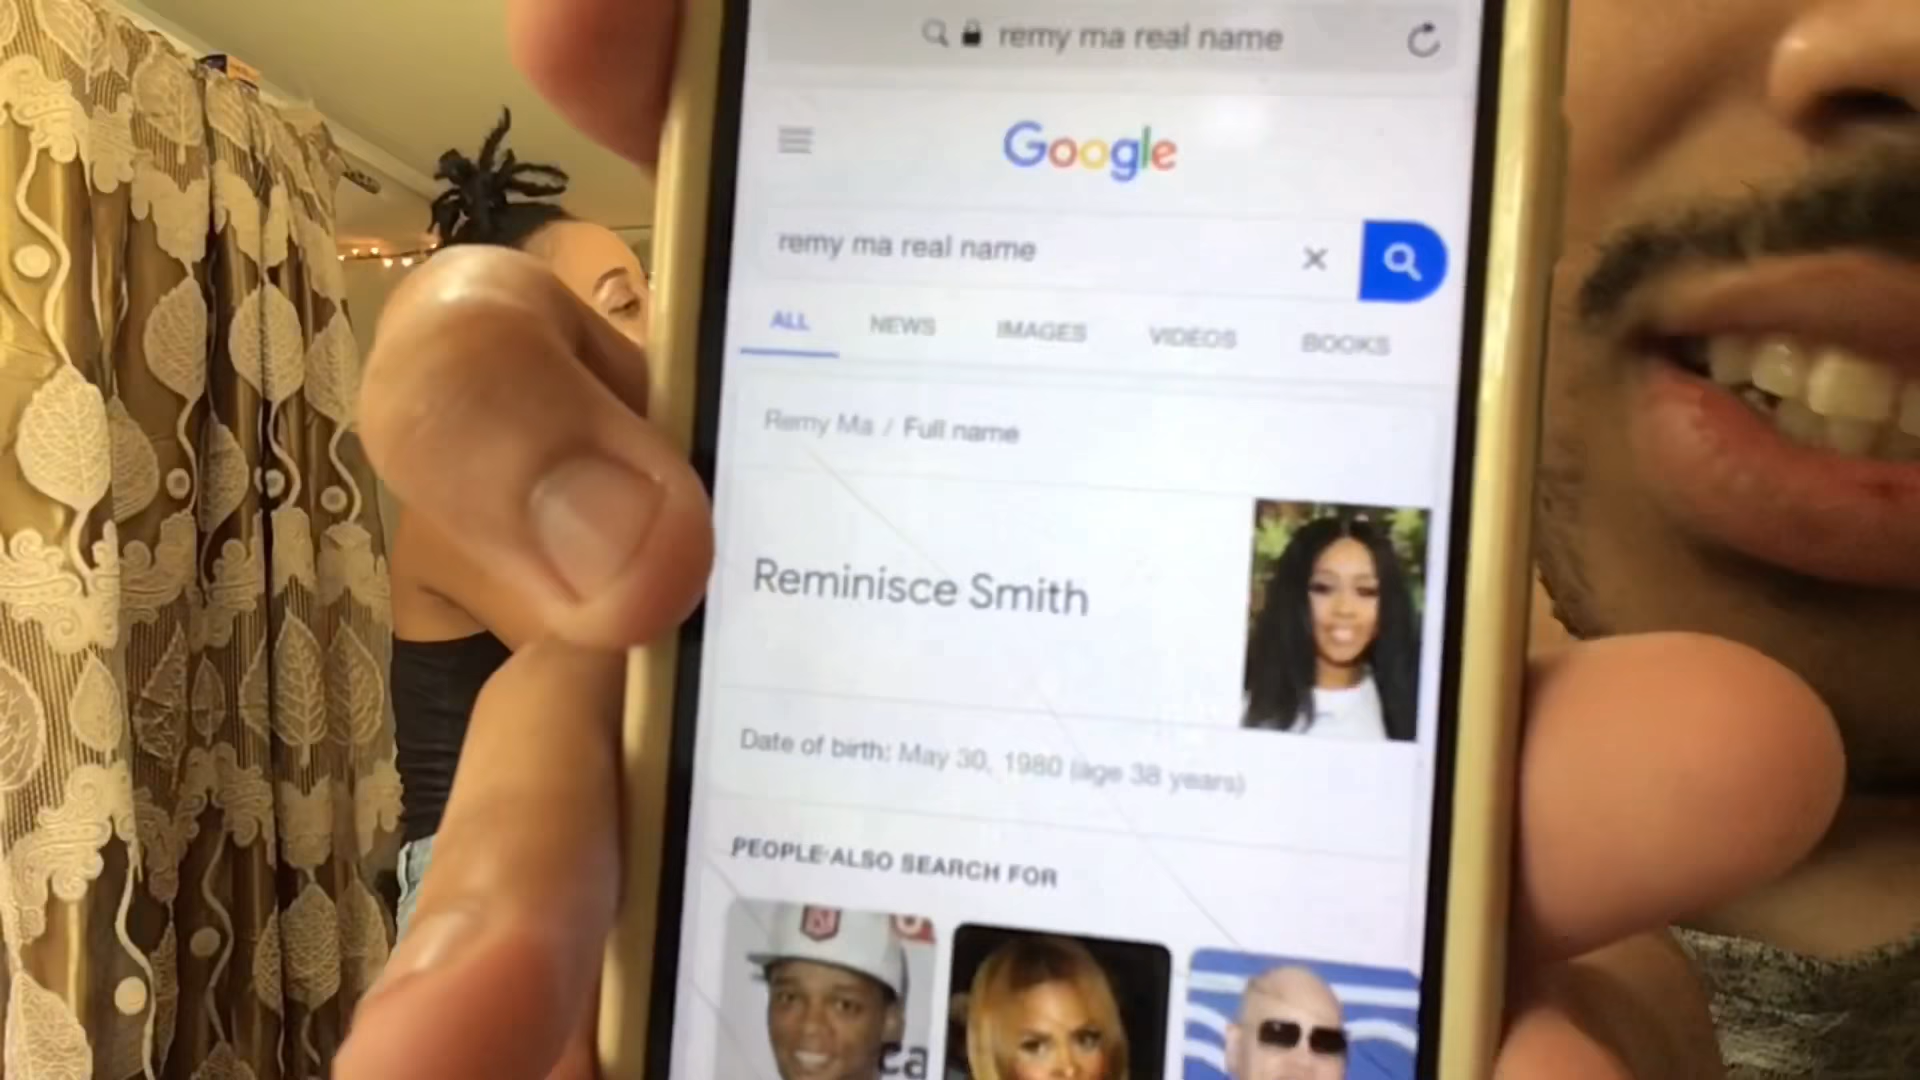 remy ma real name
Google
remy ma real name
ALL NEWS IMAGES VIDEOS BOOKS
Remy Ma / Full name
Reminisce Smith
Date of birth: May 30, 1980 (age 38 years)
PEOPLE ALSO SEARCH FOR
ca